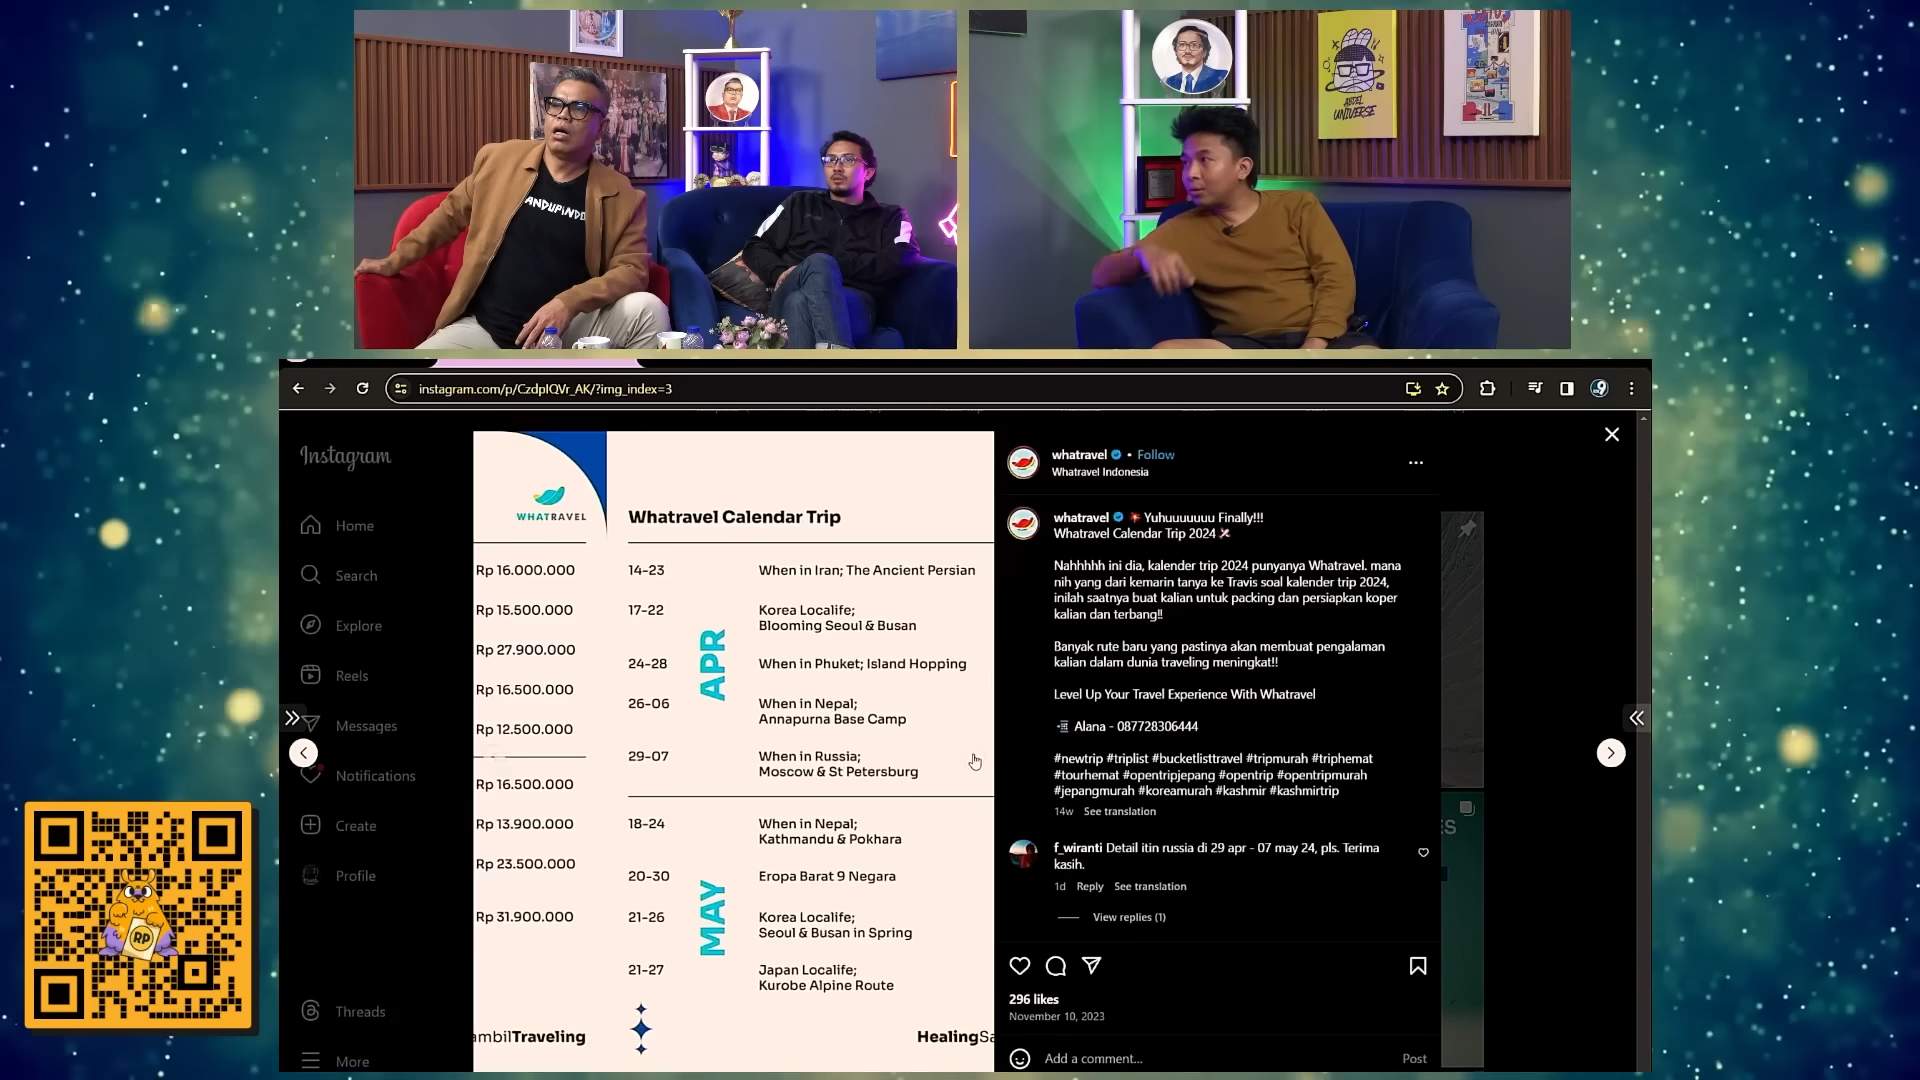 ANDUPINDO
ABDEL
UNIVERSE
instagram.com/p/CzdpIQVr_AK/?img_index=3
Instagram
Home
Search
Explore
Reels
Messages
Notifications
Create
Profile
Threads
More
WHATRAVEL
Rp 16.000.000
Rp 15.500.000
Rp 27.900.000
Rp 16.500.000
Rp 12.500.000
Rp 16.500.000
Rp 13.900.000
Rp 23.500.000
Rp 31.900.000
ambilTraveling
Whatravel Calendar Trip
APR
14-23 When in Iran; The Ancient Persian
17-22 Korea Localife;
Blooming Seoul & Busan
24-28 When in Phuket; Island Hopping
26-06 When in Nepal;
Annapurna Base Camp
29-07 When in Russia;
Moscow & St Petersburg
MAY
18-24 When in Nepal;
Kathmandu & Pokhara
20-30 Eropa Barat 9 Negara
21-26 Korea Localife;
Seoul & Busan in Spring
21-27 Japan Localife;
Kurobe Alpine Route
HealingSa
whatravel • Follow
Whatravel Indonesia
whatravel 💥 Yuhuuuuuuu Finally!!!
Whatravel Calendar Trip 2024
Nahhhhh ini dia, kalender trip 2024 punyanya Whatravel. mana
nih yang dari kemarin tanya ke Travis soal kalender trip 2024,
inilah saatnya buat kalian untuk packing dan persiapkan koper
kalian dan terbang!!
Banyak rute baru yang pastinya akan membuat pengalaman
kalian dalam dunia traveling meningkat!!
Level Up Your Travel Experience With Whatravel
📲 Alana - 087728306444
#newtrip #triplist #bucketlisttravel #tripmurah #triphemat
#tourhemat #opentripjepang #opentrip #opentripmurah
#jepangmurah #koreamurah #kashmir #kashmirtrip
14w See translation
f_wiranti Detail itin russia di 29 apr - 07 may 24, pls. Terima
kasih.
1d Reply See translation
View replies (1)
296 likes
November 10, 2023
Add a comment...
Post
ES
RP